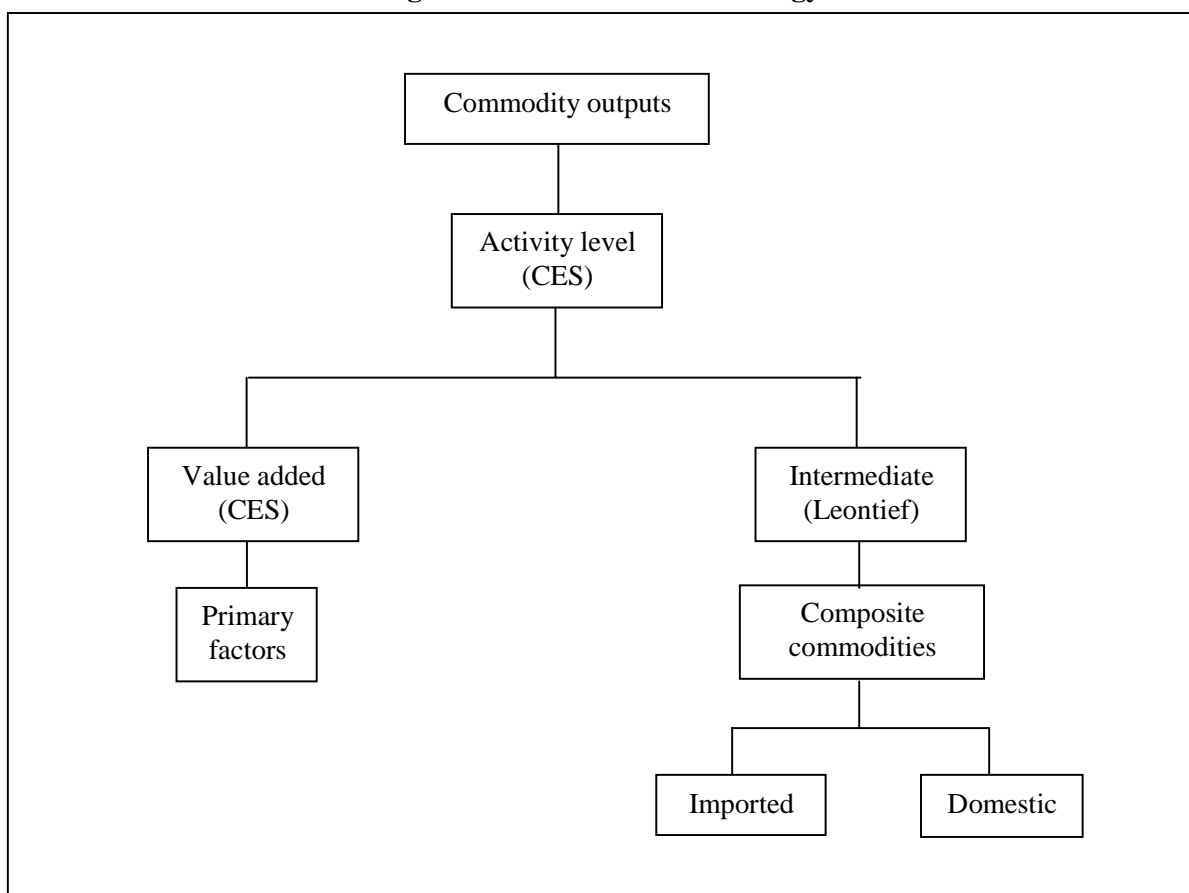 Commodity outputs
Activity level
(CES)
Value added
(CES)
Intermediate
(Leontief)
Primary
factors
Composite
commodities
Imported
Domestic